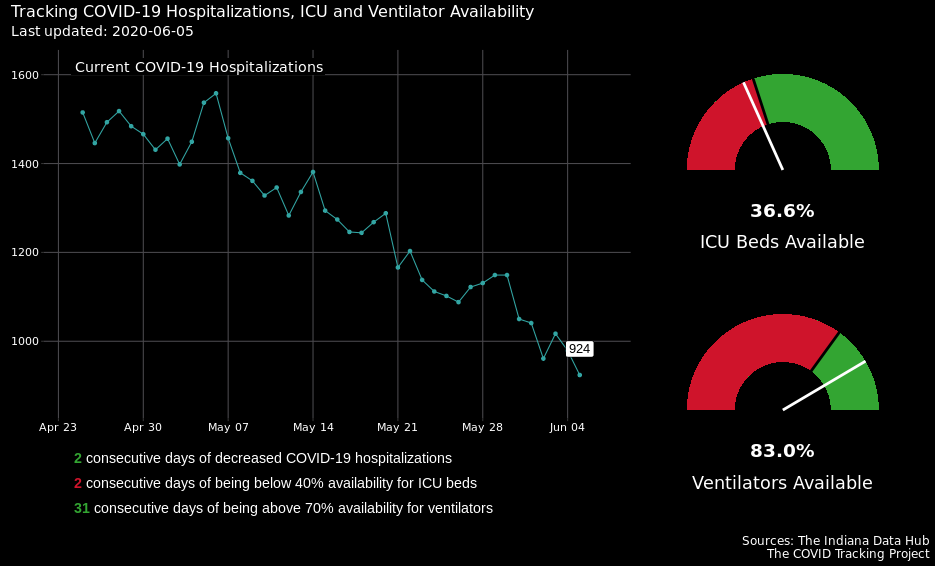 Tracking COVID-19 Hospitalizations, ICU and Ventilator Availability
Last updated: 2020-06-05
Current COVID-19 Hospitalizations
1600
1400
1200
1000
924
Apr 23
Apr 30
May 07
May 14
May 21
May 28
Jun 04
2 consecutive days of decreased COVID-19 hospitalizations
2 consecutive days of being below 40% availability for ICU beds
31 consecutive days of being above 70% availability for ventilators
36.6%
ICU Beds Available
83.0%
Ventilators Available
Sources: The Indiana Data Hub
The COVID Tracking Project